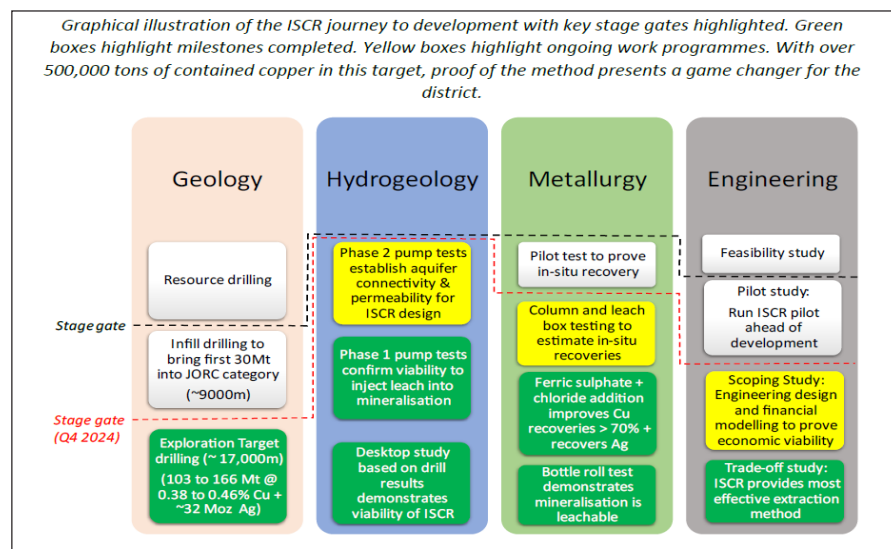 Graphical illustration of the ISCR journey to development with key stage gates highlighted. Green
boxes highlight milestones completed. Yellow boxes highlight ongoing work programmes. With over
500,000 tons of contained copper in this target, proof of the method presents a game changer for the
district.
Geology
Resource drilling
Stage gate
Infill drilling to
bring first 30Mt
into JORC category
(~9000m)
Stage gate
(Q4 2024)
Exploration Target
drilling (~ 17,000m)
(103 to 166 Mt @
0.38 to 0.46% Cu +
~32 Moz Ag)
Hydrogeology
Phase 2 pump tests
establish aquifer
connectivity &
permeability for
ISCR design
Phase 1 pump tests
confirm viability to
inject leach into
mineralisation
Desktop study
based on drill
results
demonstrates
viability of ISCR
Metallurgy
Pilot test to prove
in-situ recovery
Column and leach
box testing to
estimate in-situ
recoveries
Ferric sulphate +
chloride addition
improves Cu
recoveries > 70% +
recovers Ag
Bottle roll test
demonstrates
mineralisation is
leachable
Engineering
Feasibility study
Pilot study:
Run ISCR pilot
ahead of
development
Scoping Study:
Engineering design
and financial
modelling to prove
economic viability
Trade-off study:
ISCR provides most
effective extraction
method